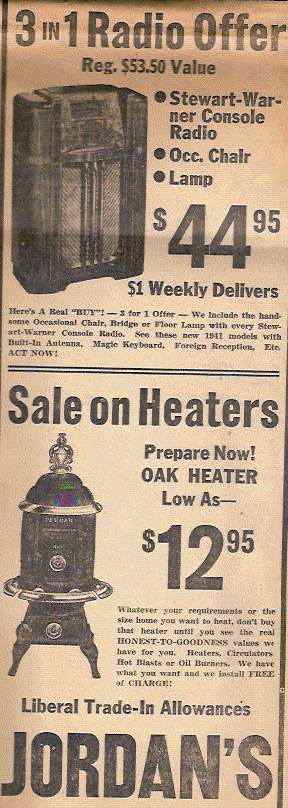 3 IN 1 Radio Offer
Reg. $53.50 Value
● Stewart-War-
ner Console
Radio
● Occ. Chair
● Lamp
$44 95
$1 Weekly Delivers
Here's A Real "BUY"! — 3 for 1 Offer — We include the hand-
some Occasional Chair, Bridge or Floor Lamp with every Stew-
art-Warner Console Radio. See these new 1941 models with
Built-In Antenna, Magic Keyboard, Foreign Reception, Etc.
ACT NOW!
Sale on Heaters
Prepare Now!
OAK HEATER
Low As—
$12 95
Whatever your requirements or the
size home you want to heat, don't buy
that heater until you see the real
HONEST-TO-GOODNESS values we
have for you. Heaters, Circulators
Hot Blasts or Oil Burners. We have
what you want and we install FREE
of CHARGE!
Liberal Trade-In Allowances
JORDAN'S